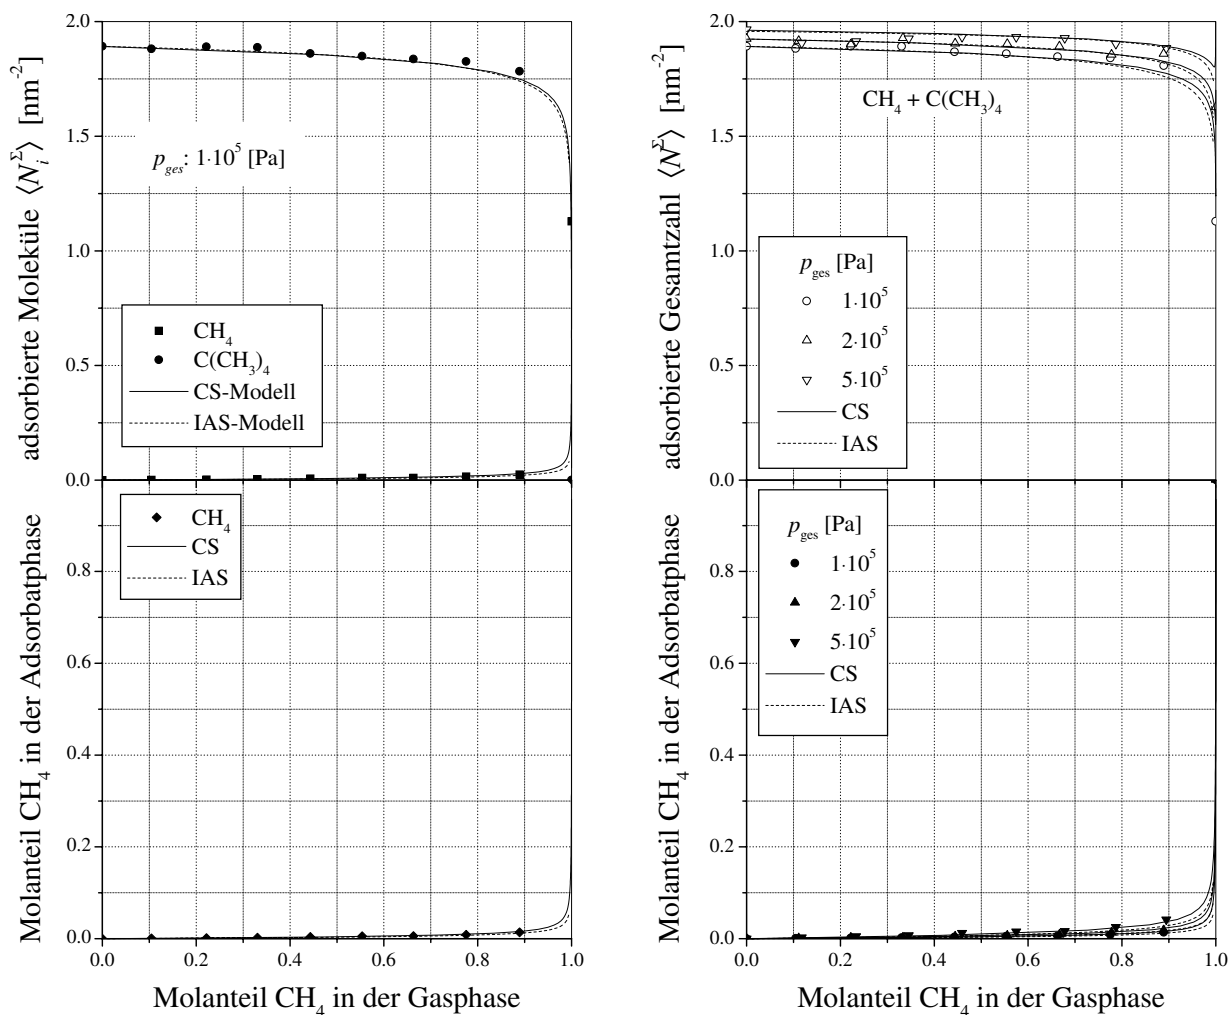 adsorbierte Moleküle ⟨N_i^Σ⟩ [nm^-2]
2.0
1.5
1.0
0.5
0.0
p_ges: 1·10^5 [Pa]
CH_4
C(CH_3)_4
CS-Modell
IAS-Modell
adsorbierte Gesamtzahl ⟨N^Σ⟩ [nm^-2]
2.0
1.5
1.0
0.5
0.0
CH_4 + C(CH_3)_4
p_ges [Pa]
1·10^5
2·10^5
5·10^5
CS
IAS
Molanteil CH_4 in der Adsorbatphase
0.8
0.6
0.4
0.2
0.0
CH_4
CS
IAS
0.0 0.2 0.4 0.6 0.8 1.0
Molanteil CH_4 in der Gasphase
Molanteil CH_4 in der Adsorbatphase
0.8
0.6
0.4
0.2
0.0
p_ges [Pa]
1·10^5
2·10^5
5·10^5
CS
IAS
0.0 0.2 0.4 0.6 0.8 1.0
Molanteil CH_4 in der Gasphase